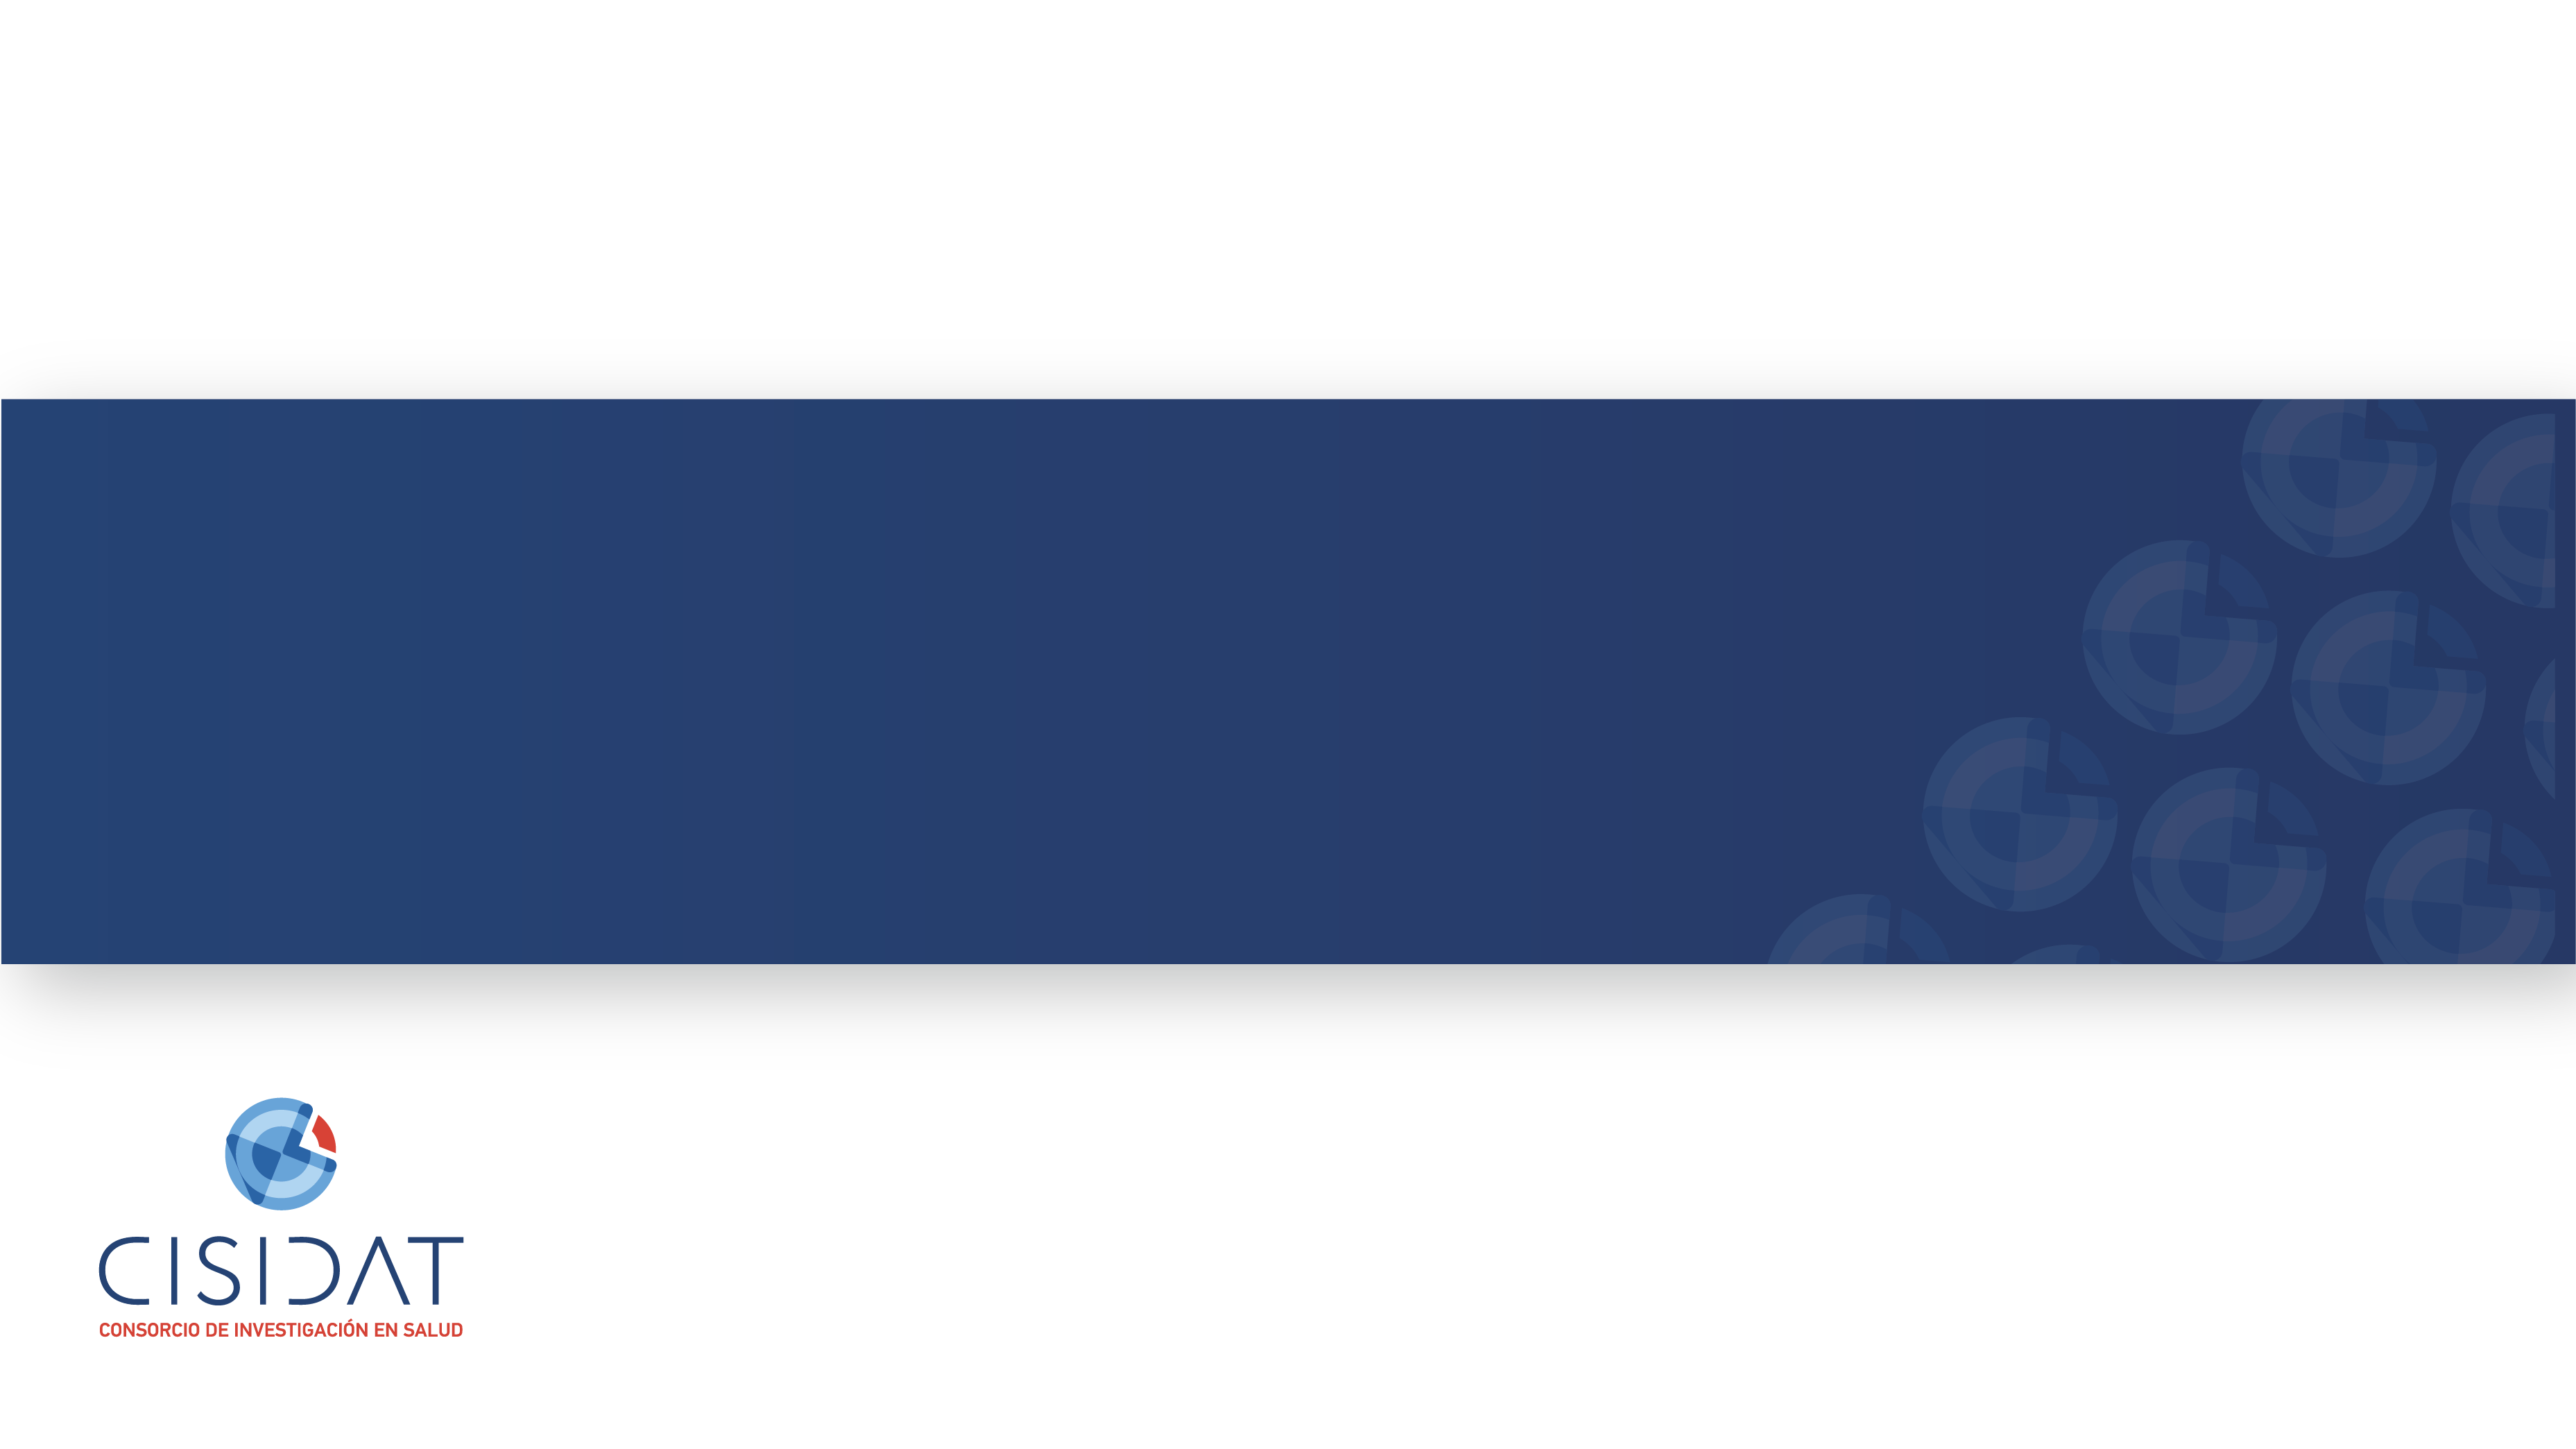 CISIDAT
CONSORCIO DE INVESTIGACIÓN EN SALUD